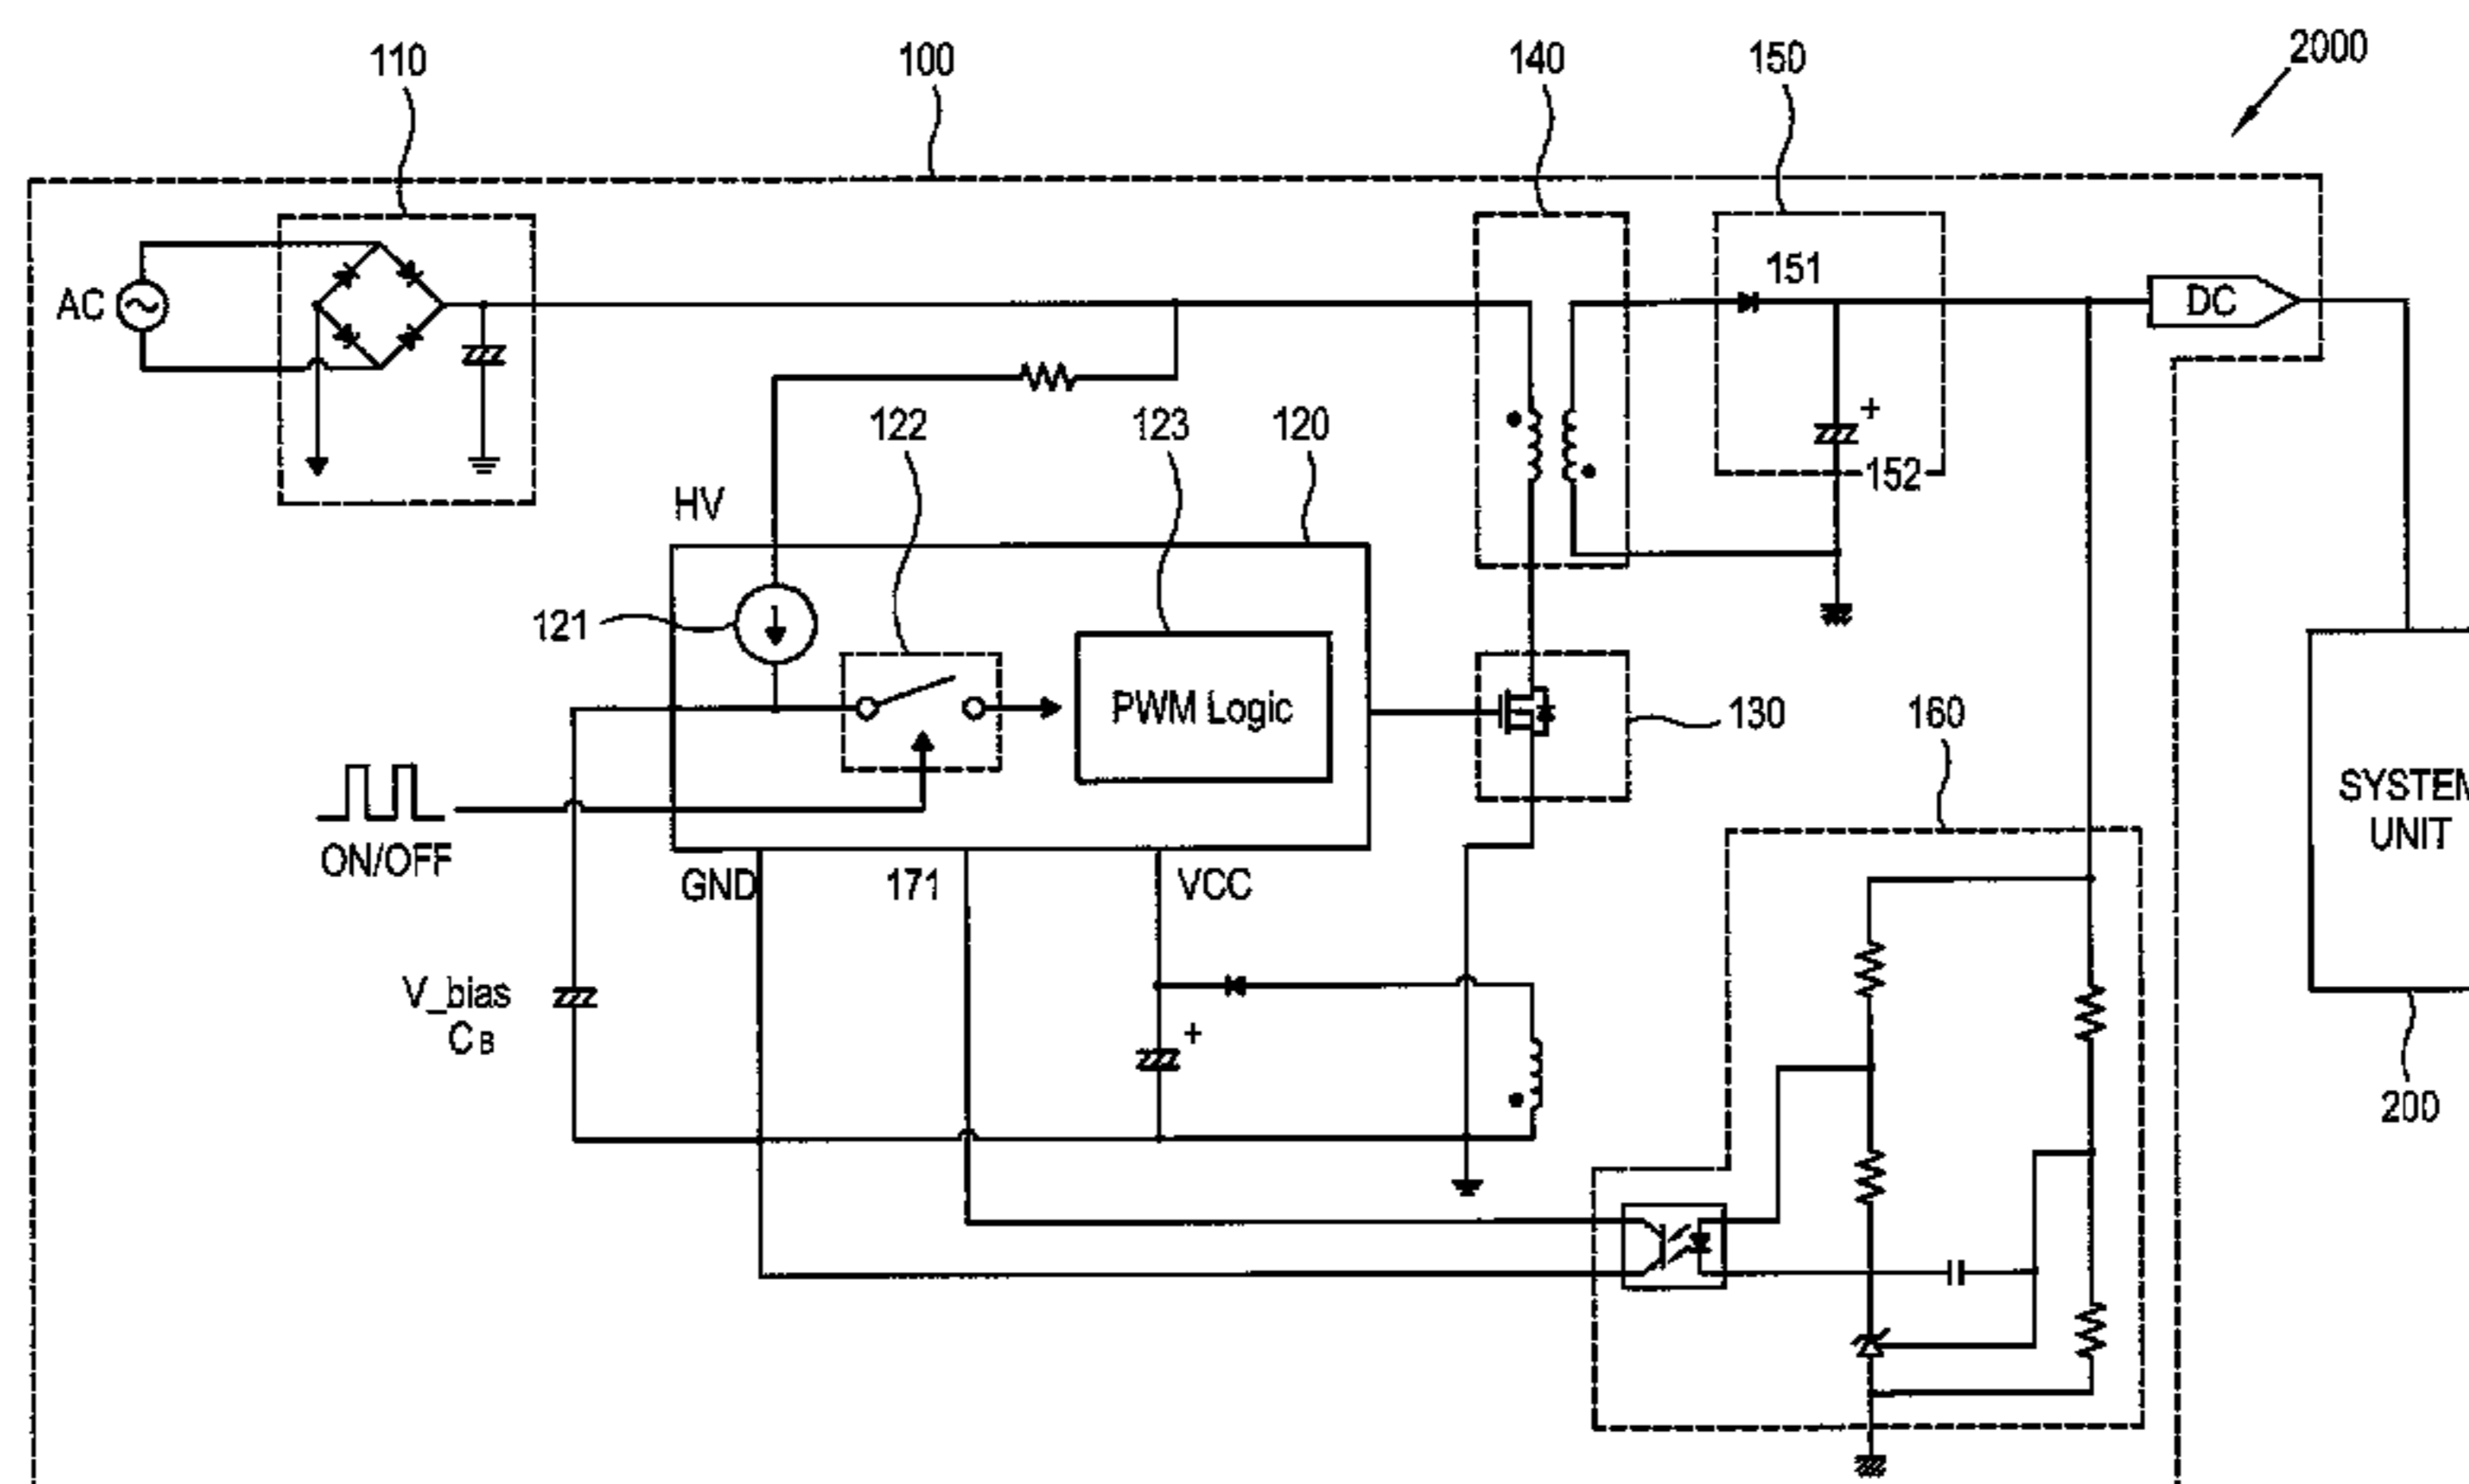 110
100
140
150
2000
AC
151
DC
122
123
120
+
152
HV
121
PWM Logic
130
160
ON/OFF
GND
171
VCC
SYSTEM
UNIT
V_bias
CB
+
200